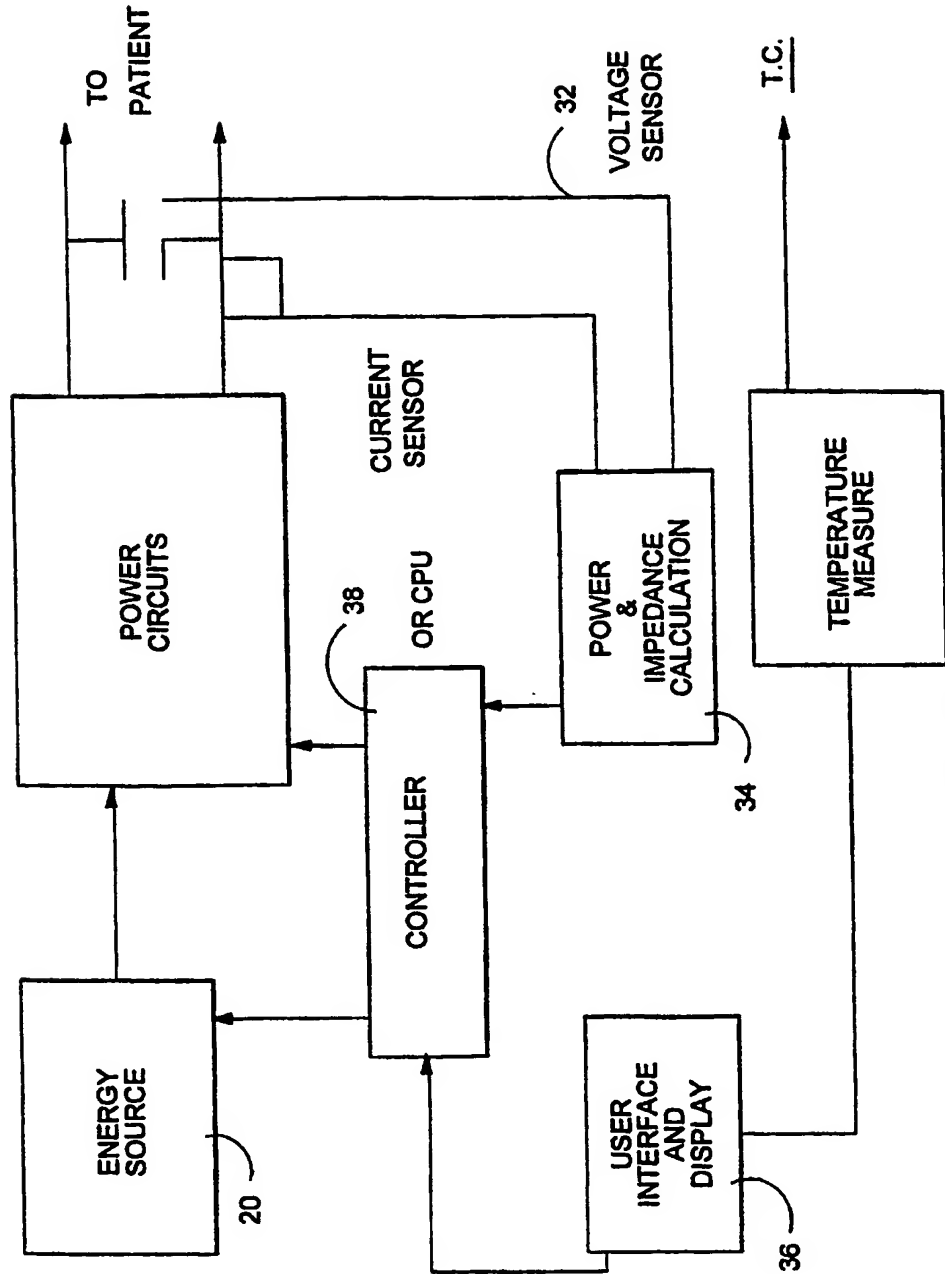 ENERGY
SOURCE
20
POWER
CIRCUITS
TO
PATIENT
CONTROLLER
38
OR CPU
CURRENT
SENSOR
32
VOLTAGE
SENSOR
USER
INTERFACE
AND
DISPLAY
36
POWER
&
IMPEDANCE
CALCULATION
34
TEMPERATURE
MEASURE
T.C.